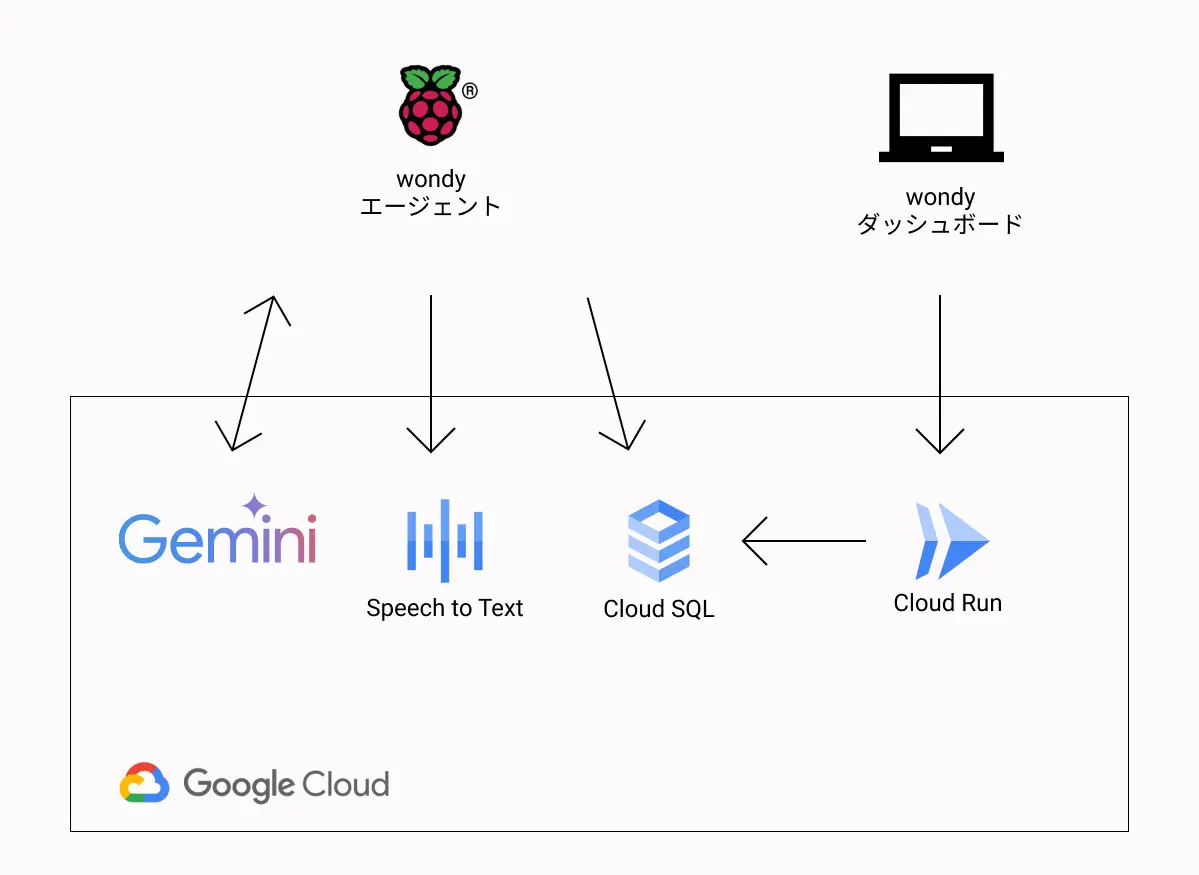 ®
wondy
エージェント
wondy
ダッシュボード
Gemini
Speech to Text
Cloud SQL
Cloud Run
Google Cloud